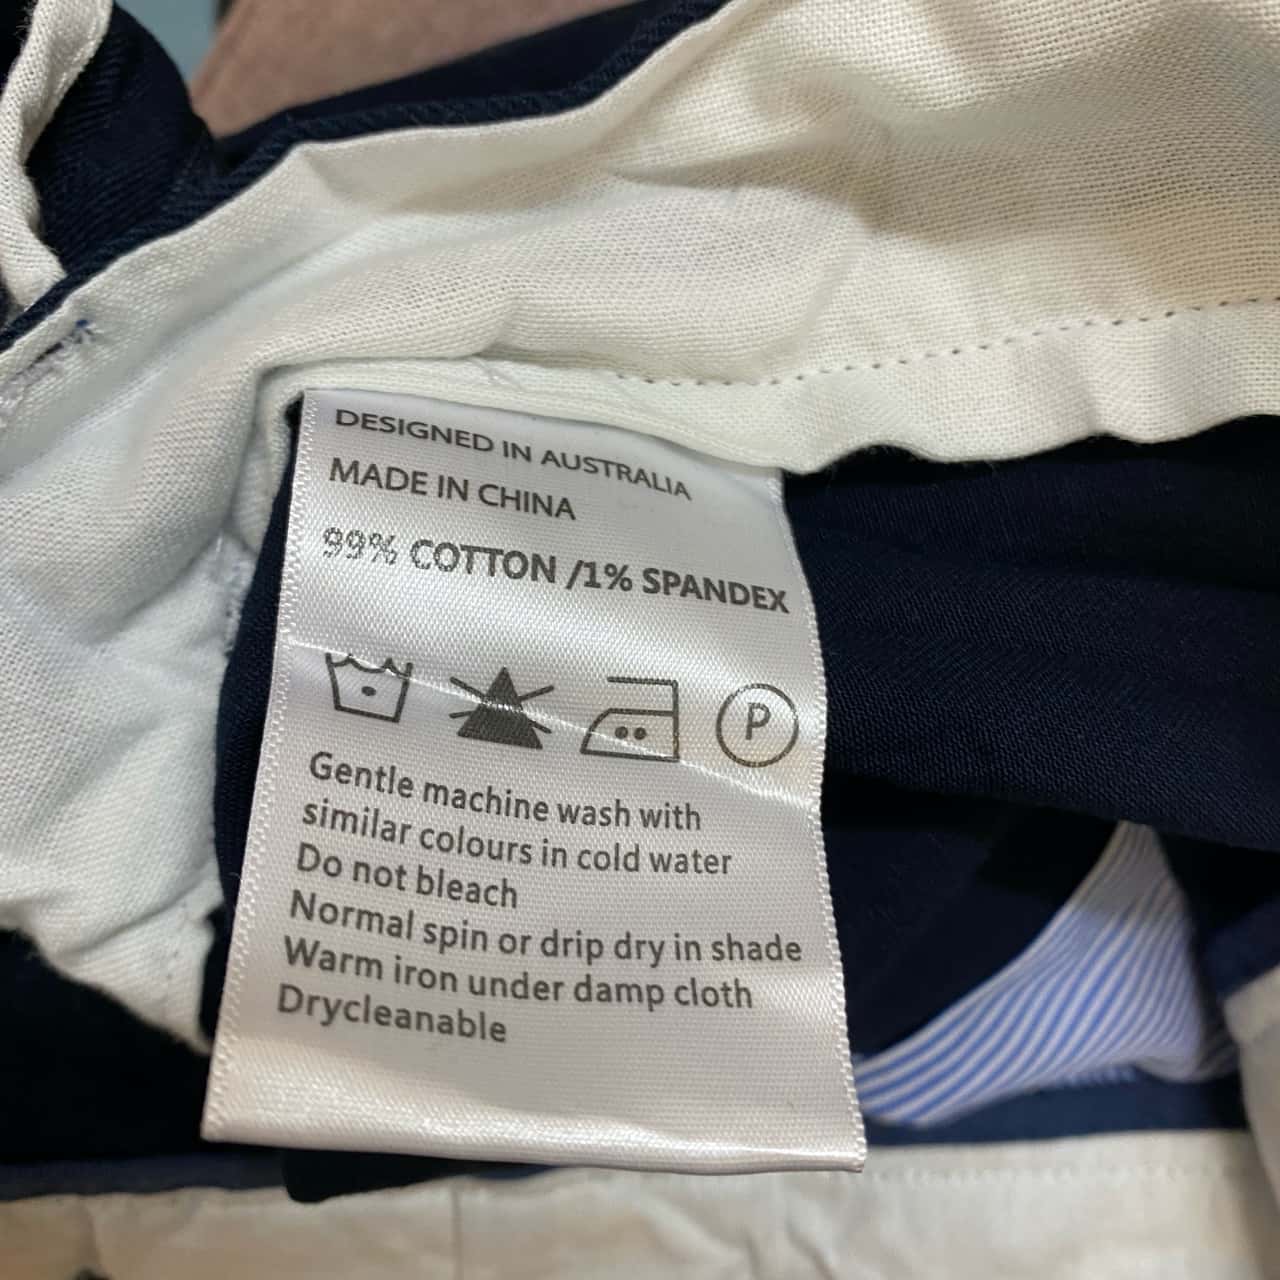 DESIGNED IN AUSTRALIA
MADE IN CHINA
99% COTTON /1% SPANDEX
P
Gentle machine wash with
similar colours in cold water
Do not bleach
Normal spin or drip dry in shade
Warm iron under damp cloth
Drycleanable